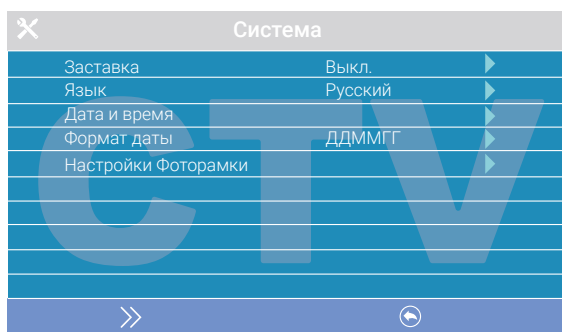 Система
Заставка Выкл.
Язык Русский
Дата и время
Формат даты ДДММГГ
Настройки Фоторамки
CTV